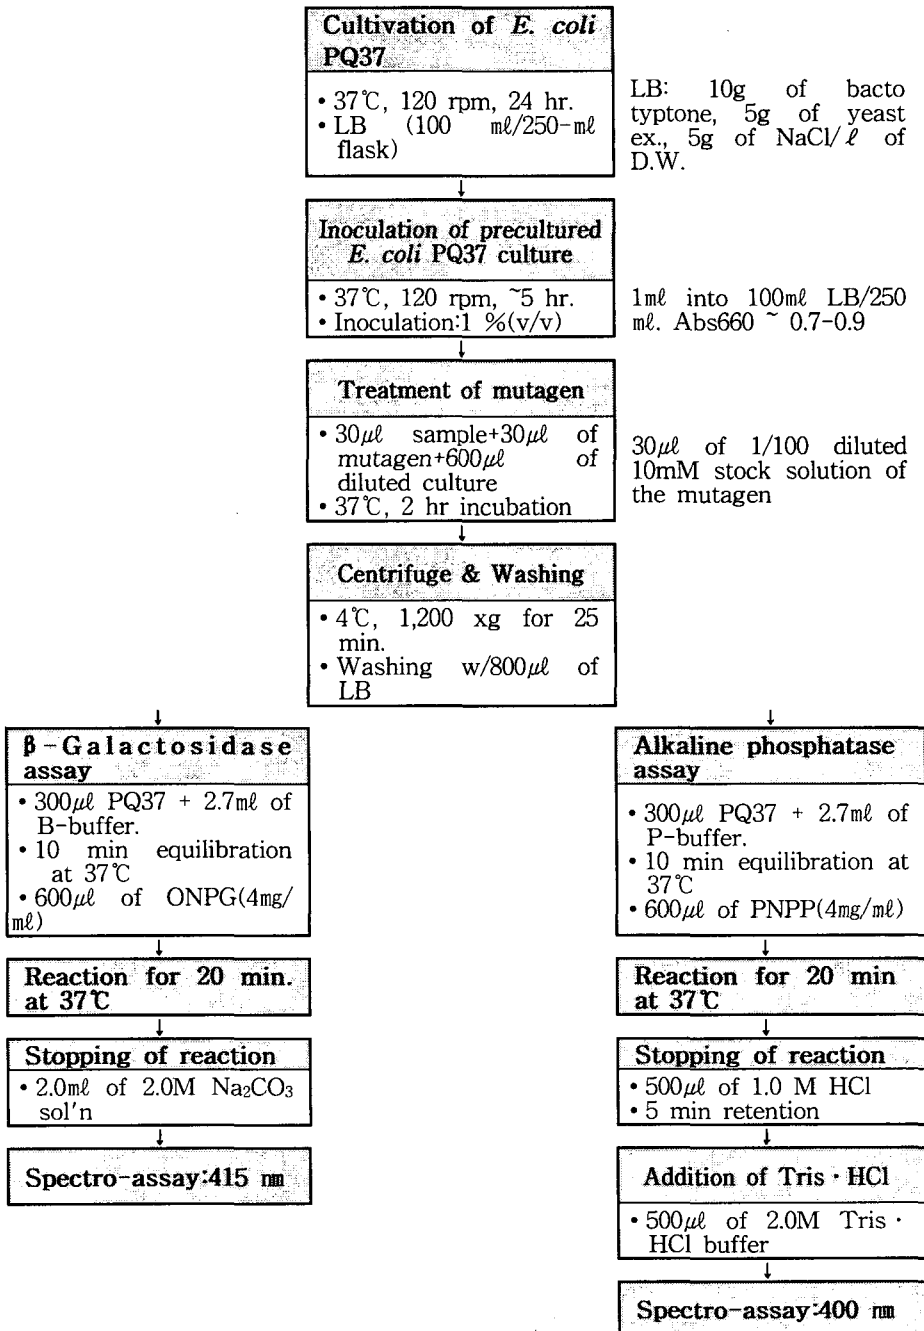 Cultivation of E. coli
PQ37
• 37℃, 120 rpm, 24 hr.
• LB (100 mℓ/250-mℓ
flask)
LB: 10g of bacto
typtone, 5g of yeast
ex., 5g of NaCl/ℓ of
D.W.
↓
Inoculation of precultured
E. coli PQ37 culture
• 37℃, 120 rpm, ~5 hr.
• Inoculation:1 %(v/v)
1mℓ into 100mℓ LB/250
mℓ. Abs660 ~ 0.7-0.9
↓
Treatment of mutagen
• 30μℓ sample+30μℓ of
mutagen+600μℓ of
diluted culture
• 37℃, 2 hr incubation
30μℓ of 1/100 diluted
10mM stock solution of
the mutagen
↓
Centrifuge & Washing
• 4℃, 1,200 xg for 25
min.
• Washing w/800μℓ of
LB
↓
β-Galactosidase
assay
• 300μℓ PQ37 + 2.7mℓ of
B-buffer.
• 10 min equilibration
at 37℃
• 600μℓ of ONPG(4mg/
mℓ)
↓
Reaction for 20 min.
at 37℃
↓
Stopping of reaction
• 2.0mℓ of 2.0M Na₂CO₃
sol'n
↓
Spectro-assay:415 nm
↓
Alkaline phosphatase
assay
• 300μℓ PQ37 + 2.7mℓ of
P-buffer.
• 10 min equilibration at
37℃
• 600μℓ of PNPP(4mg/mℓ)
↓
Reaction for 20 min
at 37℃
↓
Stopping of reaction
• 500μℓ of 1.0 M HCl
• 5 min retention
↓
Addition of Tris · HCl
• 500μℓ of 2.0M Tris ·
HCl buffer
↓
Spectro-assay:400 nm